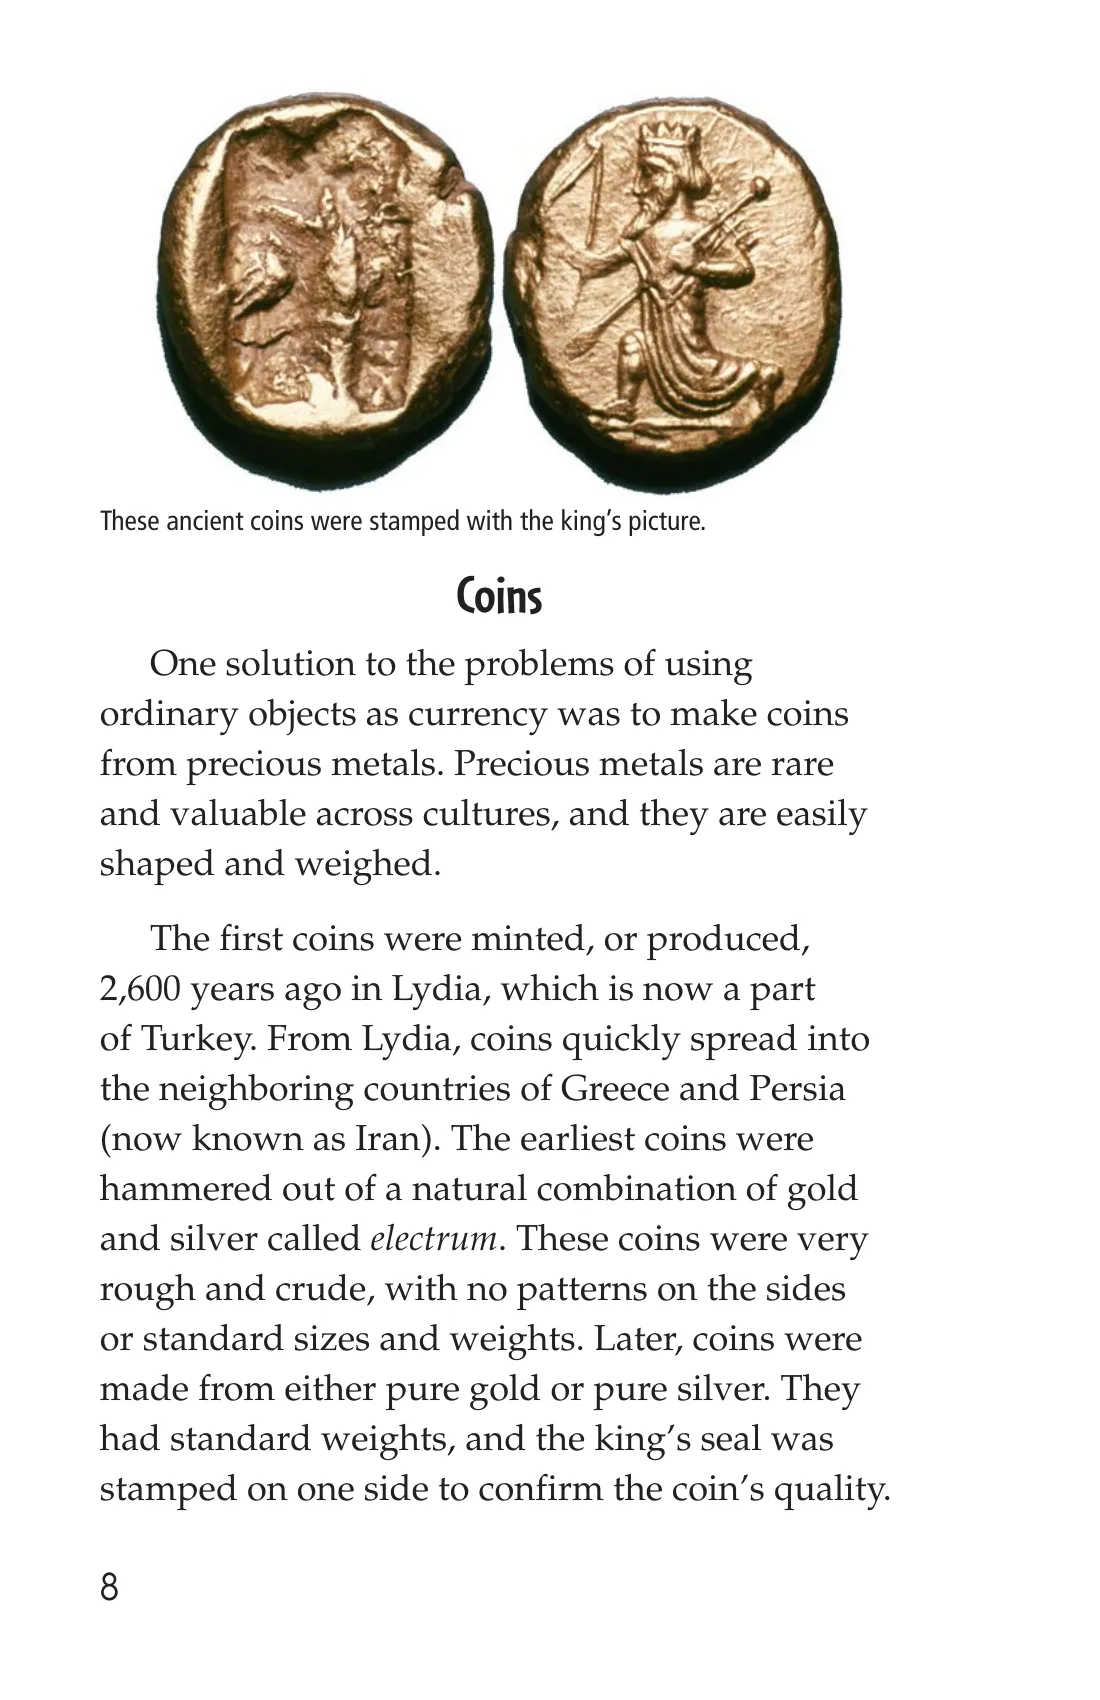 These ancient coins were stamped with the king’s picture.
Coins
One solution to the problems of using
ordinary objects as currency was to make coins
from precious metals. Precious metals are rare
and valuable across cultures, and they are easily
shaped and weighed.
The first coins were minted, or produced,
2,600 years ago in Lydia, which is now a part
of Turkey. From Lydia, coins quickly spread into
the neighboring countries of Greece and Persia
(now known as Iran). The earliest coins were
hammered out of a natural combination of gold
and silver called electrum. These coins were very
rough and crude, with no patterns on the sides
or standard sizes and weights. Later, coins were
made from either pure gold or pure silver. They
had standard weights, and the king’s seal was
stamped on one side to confirm the coin’s quality.
8